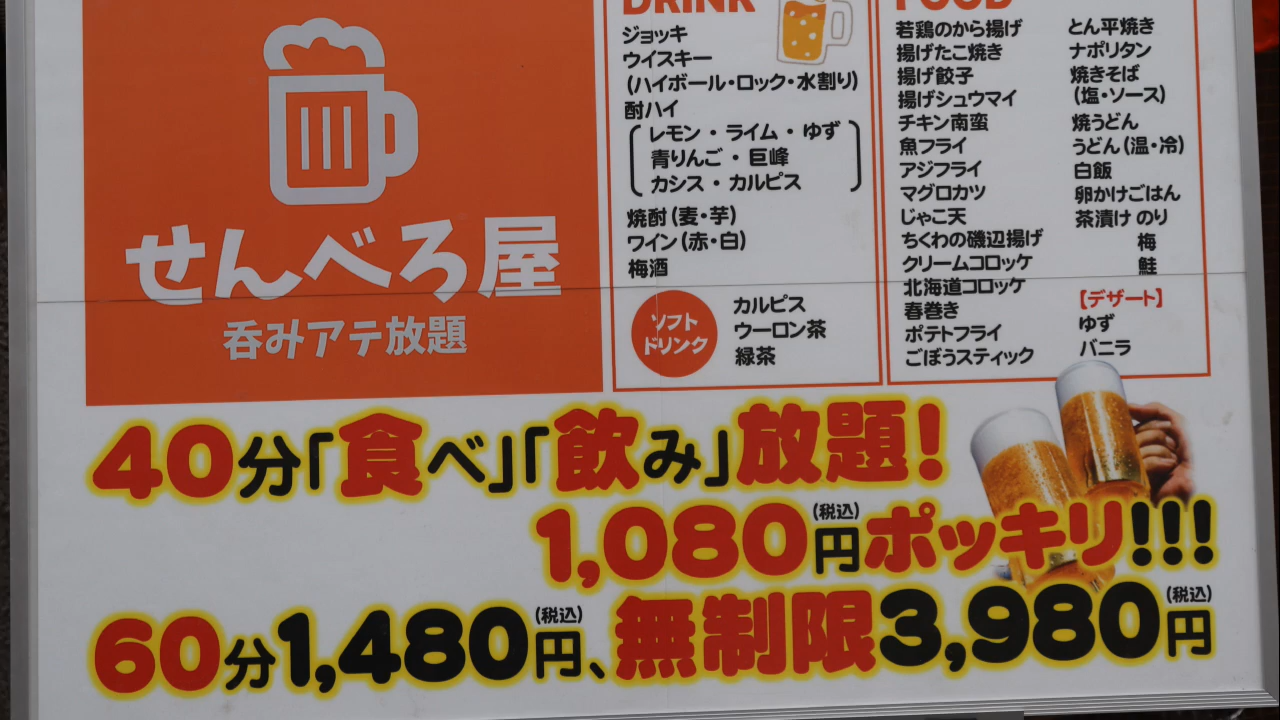 せんべろ屋
呑みアテ放題
DRINK
ジョッキ
ウイスキー
(ハイボール・ロック・水割り)
酎ハイ
レモン・ライム・ゆず
青りんご・巨峰
カシス・カルピス
焼酎(麦・芋)
ワイン(赤・白)
梅酒
ソフト
ドリンク
カルピス
ウーロン茶
緑茶
FOOD
若鶏のから揚げ
揚げたこ焼き
揚げ餃子
揚げシュウマイ
チキン南蛮
魚フライ
アジフライ
マグロカツ
じゃこ天
ちくわの磯辺揚げ
クリームコロッケ
北海道コロッケ
春巻き
ポテトフライ
ごぼうスティック
とん平焼き
ナポリタン
焼きそば
(塩・ソース)
焼うどん
うどん(温・冷)
白飯
卵かけごはん
茶漬け のり
梅
鮭
【デザート】
ゆず
バニラ
40分「食べ」「飲み」放題!
1,080円(税込)ポッキリ!!!
60分1,480円(税込)、無制限3,980円(税込)